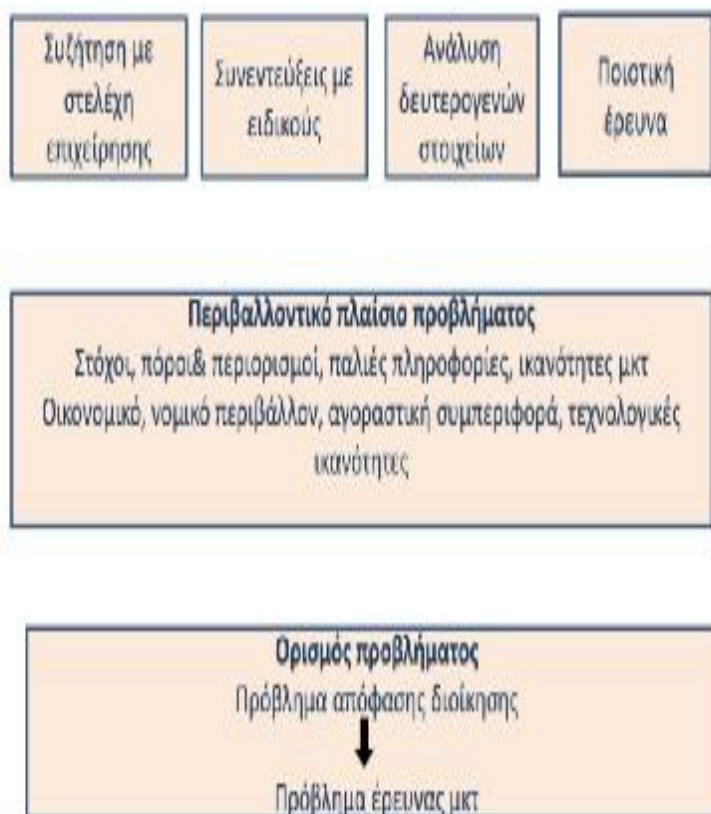 Συζήτηση με
στελέχη
επιχείρησης
Συνεντεύξεις με
ειδικούς
Ανάλυση
δευτερογενών
στοιχείων
Ποιοτική
έρευνα
Περιβαλλοντικό πλαίσιο προβλήματος
Στόχοι, πόροι& περιορισμοί, παλιές πληροφορίες, ικανότητες μκτ
Οικονομικό, νομικό περιβάλλον, αγοραστική συμπεριφορά, τεχνολογικές
ικανότητες
Ορισμός προβλήματος
Πρόβλημα απόφασης διοίκησης
Πρόβλημα έρευνας μκτ